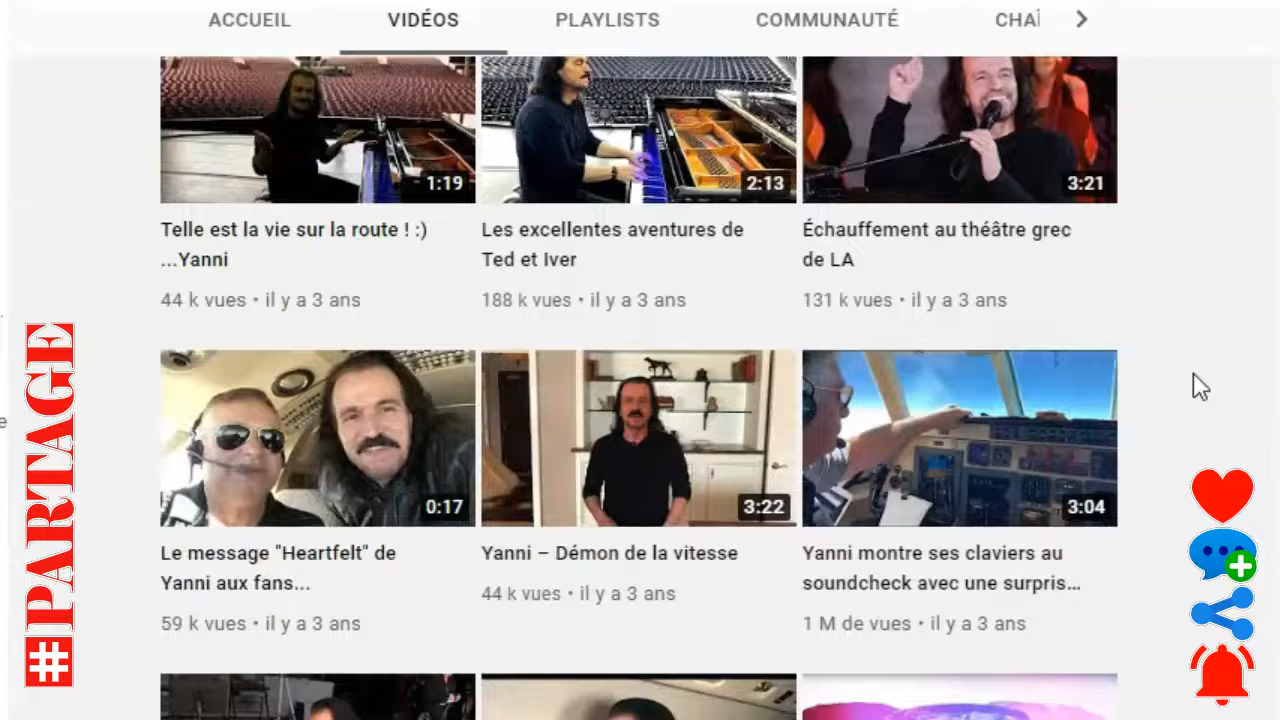 ACCUEIL VIDÉOS PLAYLISTS COMMUNAUTÉ
1:19 2:13 3:21
Telle est la vie sur la route ! :)
...Yanni
44 k vues • il y a 3 ans
Les excellentes aventures de
Ted et Iver
188 k vues • il y a 3 ans
Échauffement au théâtre grec
de LA
131 k vues • il y a 3 ans
#PARTAGE
0:17 3:22 3:04
Le message "Heartfelt" de
Yanni aux fans...
59 k vues • il y a 3 ans
Yanni – Démon de la vitesse
44 k vues • il y a 3 ans
Yanni montre ses claviers au
soundcheck avec une surpris...
1 M de vues • il y a 3 ans